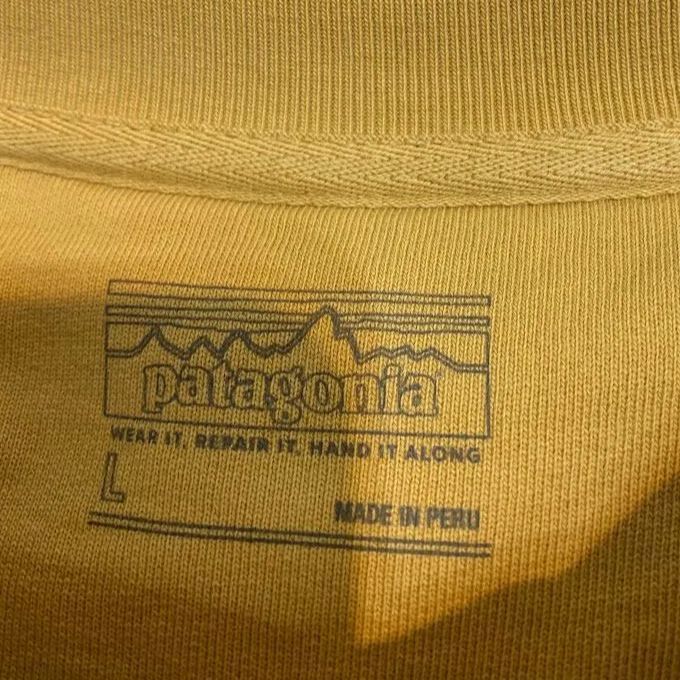 patagonia
WEAR IT. REPAIR IT. HAND IT ALONG
L
MADE IN PERU